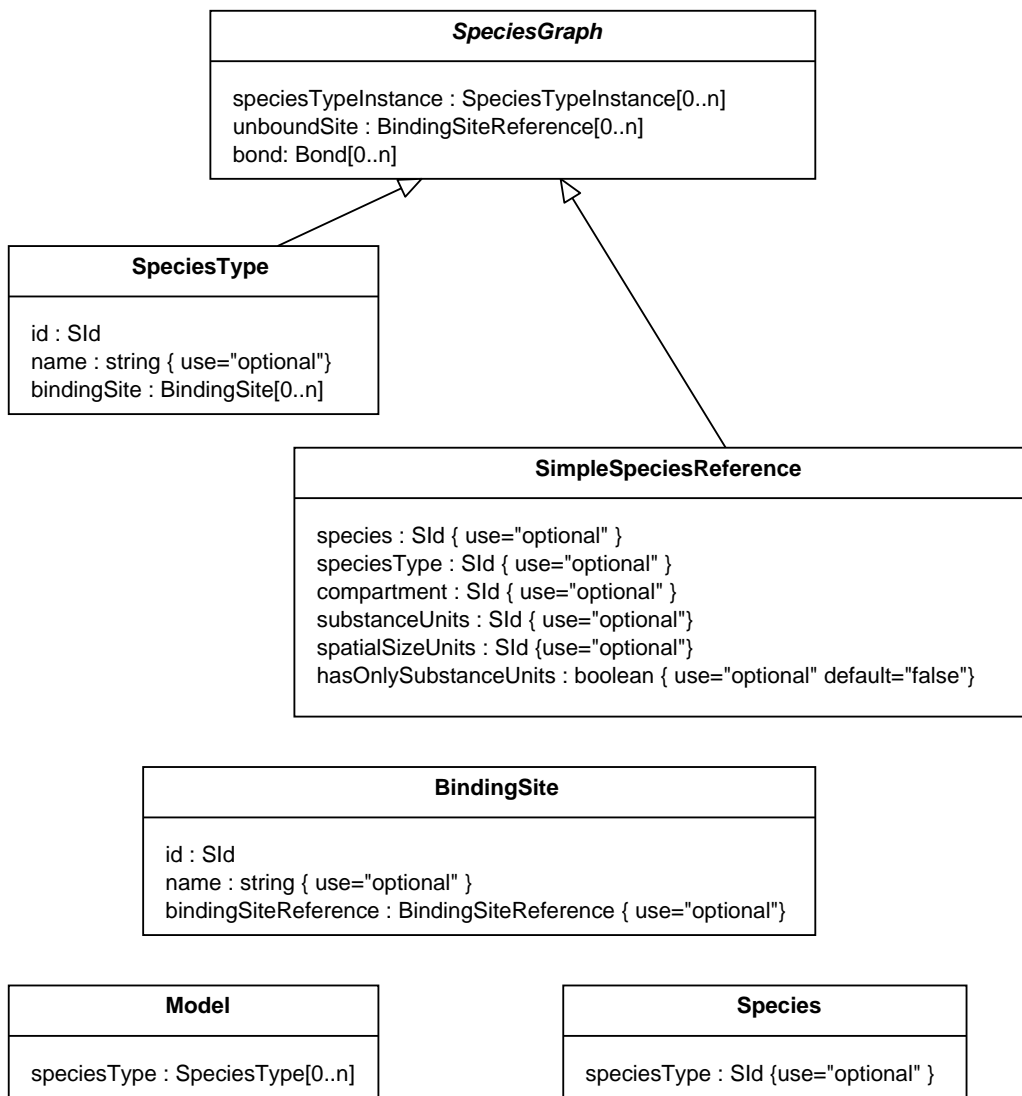 SpeciesGraph
speciesTypeInstance : SpeciesTypeInstance[0..n]
unboundSite : BindingSiteReference[0..n]
bond: Bond[0..n]
SpeciesType
id : SId
name : string { use="optional"}
bindingSite : BindingSite[0..n]
SimpleSpeciesReference
species : SId { use="optional" }
speciesType : SId { use="optional" }
compartment : SId { use="optional" }
substanceUnits : SId { use="optional"}
spatialSizeUnits : SId {use="optional"}
hasOnlySubstanceUnits : boolean { use="optional" default="false"}
BindingSite
id : SId
name : string { use="optional" }
bindingSiteReference : BindingSiteReference { use="optional"}
Model
speciesType : SpeciesType[0..n]
Species
speciesType : SId {use="optional" }